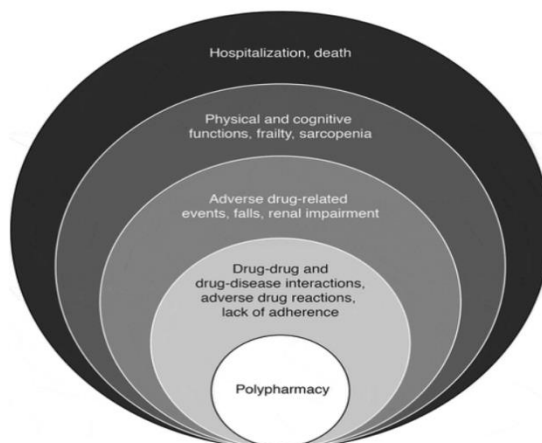 Hospitalization, death
Physical and cognitive
functions, frailty, sarcopenia
Adverse drug-related
events, falls, renal impairment
Drug-drug and
drug-disease interactions,
adverse drug reactions,
lack of adherence
Polypharmacy